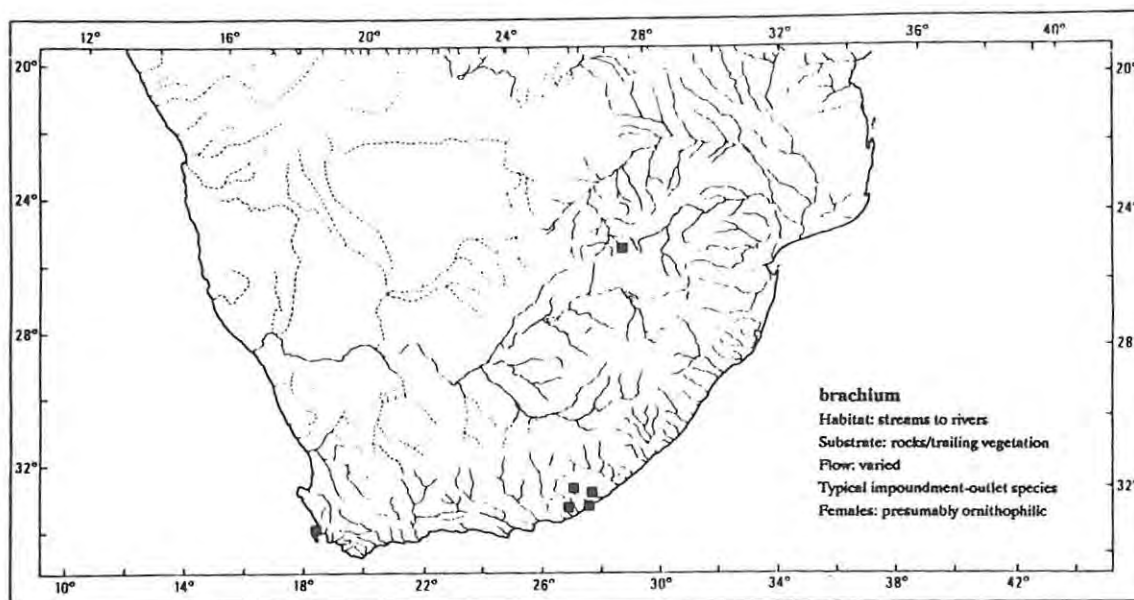 12° 16° 20° 24° 28° 32° 36° 40°
20° 20°
24° 24°
28° 28°
brachium
Habitat: streams to rivers
Substrate: rocks/trailing vegetation
Flow: varied
32° Typical impoundment-outlet species 32°
Females: presumably ornithophilic
10° 14° 18° 22° 26° 30° 34° 38° 42°